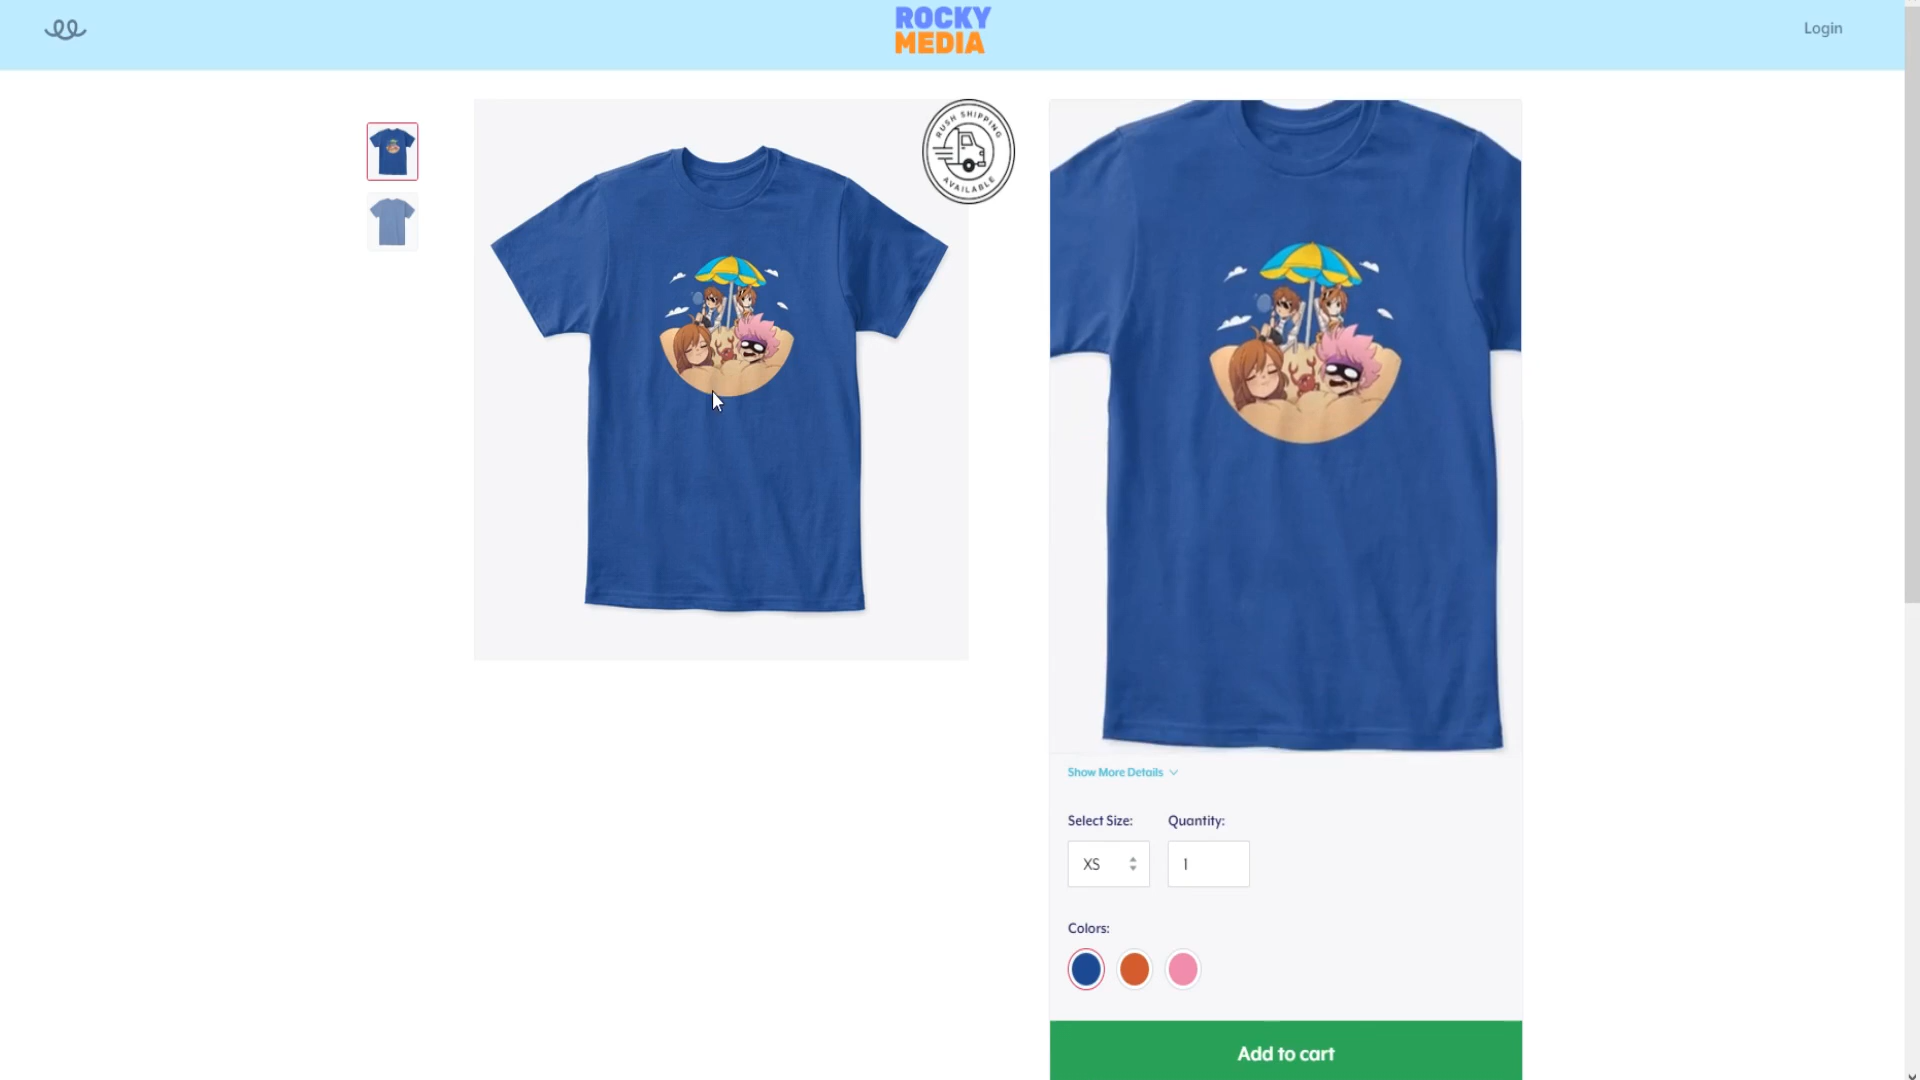 ROCKY
MEDIA
Login
RUSH SHIPPING
AVAILABLE
Show More Details
Select Size:
Quantity:
XS
1
Colors:
Add to cart